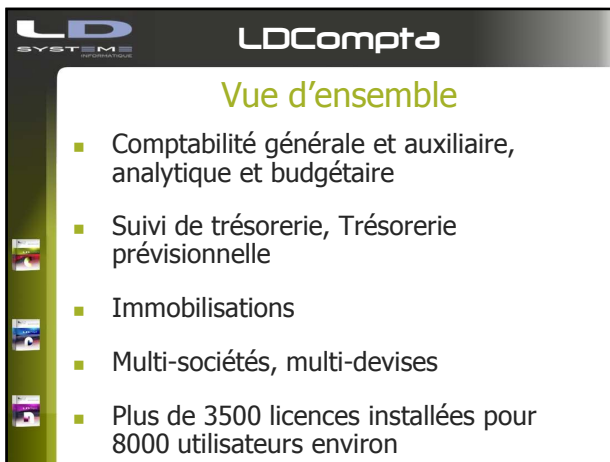 LD
SYSTEME
INFORMATIQUE
LDCompta
Vue d’ensemble
Comptabilité générale et auxiliaire,
analytique et budgétaire
Suivi de trésorerie, Trésorerie
prévisionnelle
Immobilisations
Multi-sociétés, multi-devises
Plus de 3500 licences installées pour
8000 utilisateurs environ